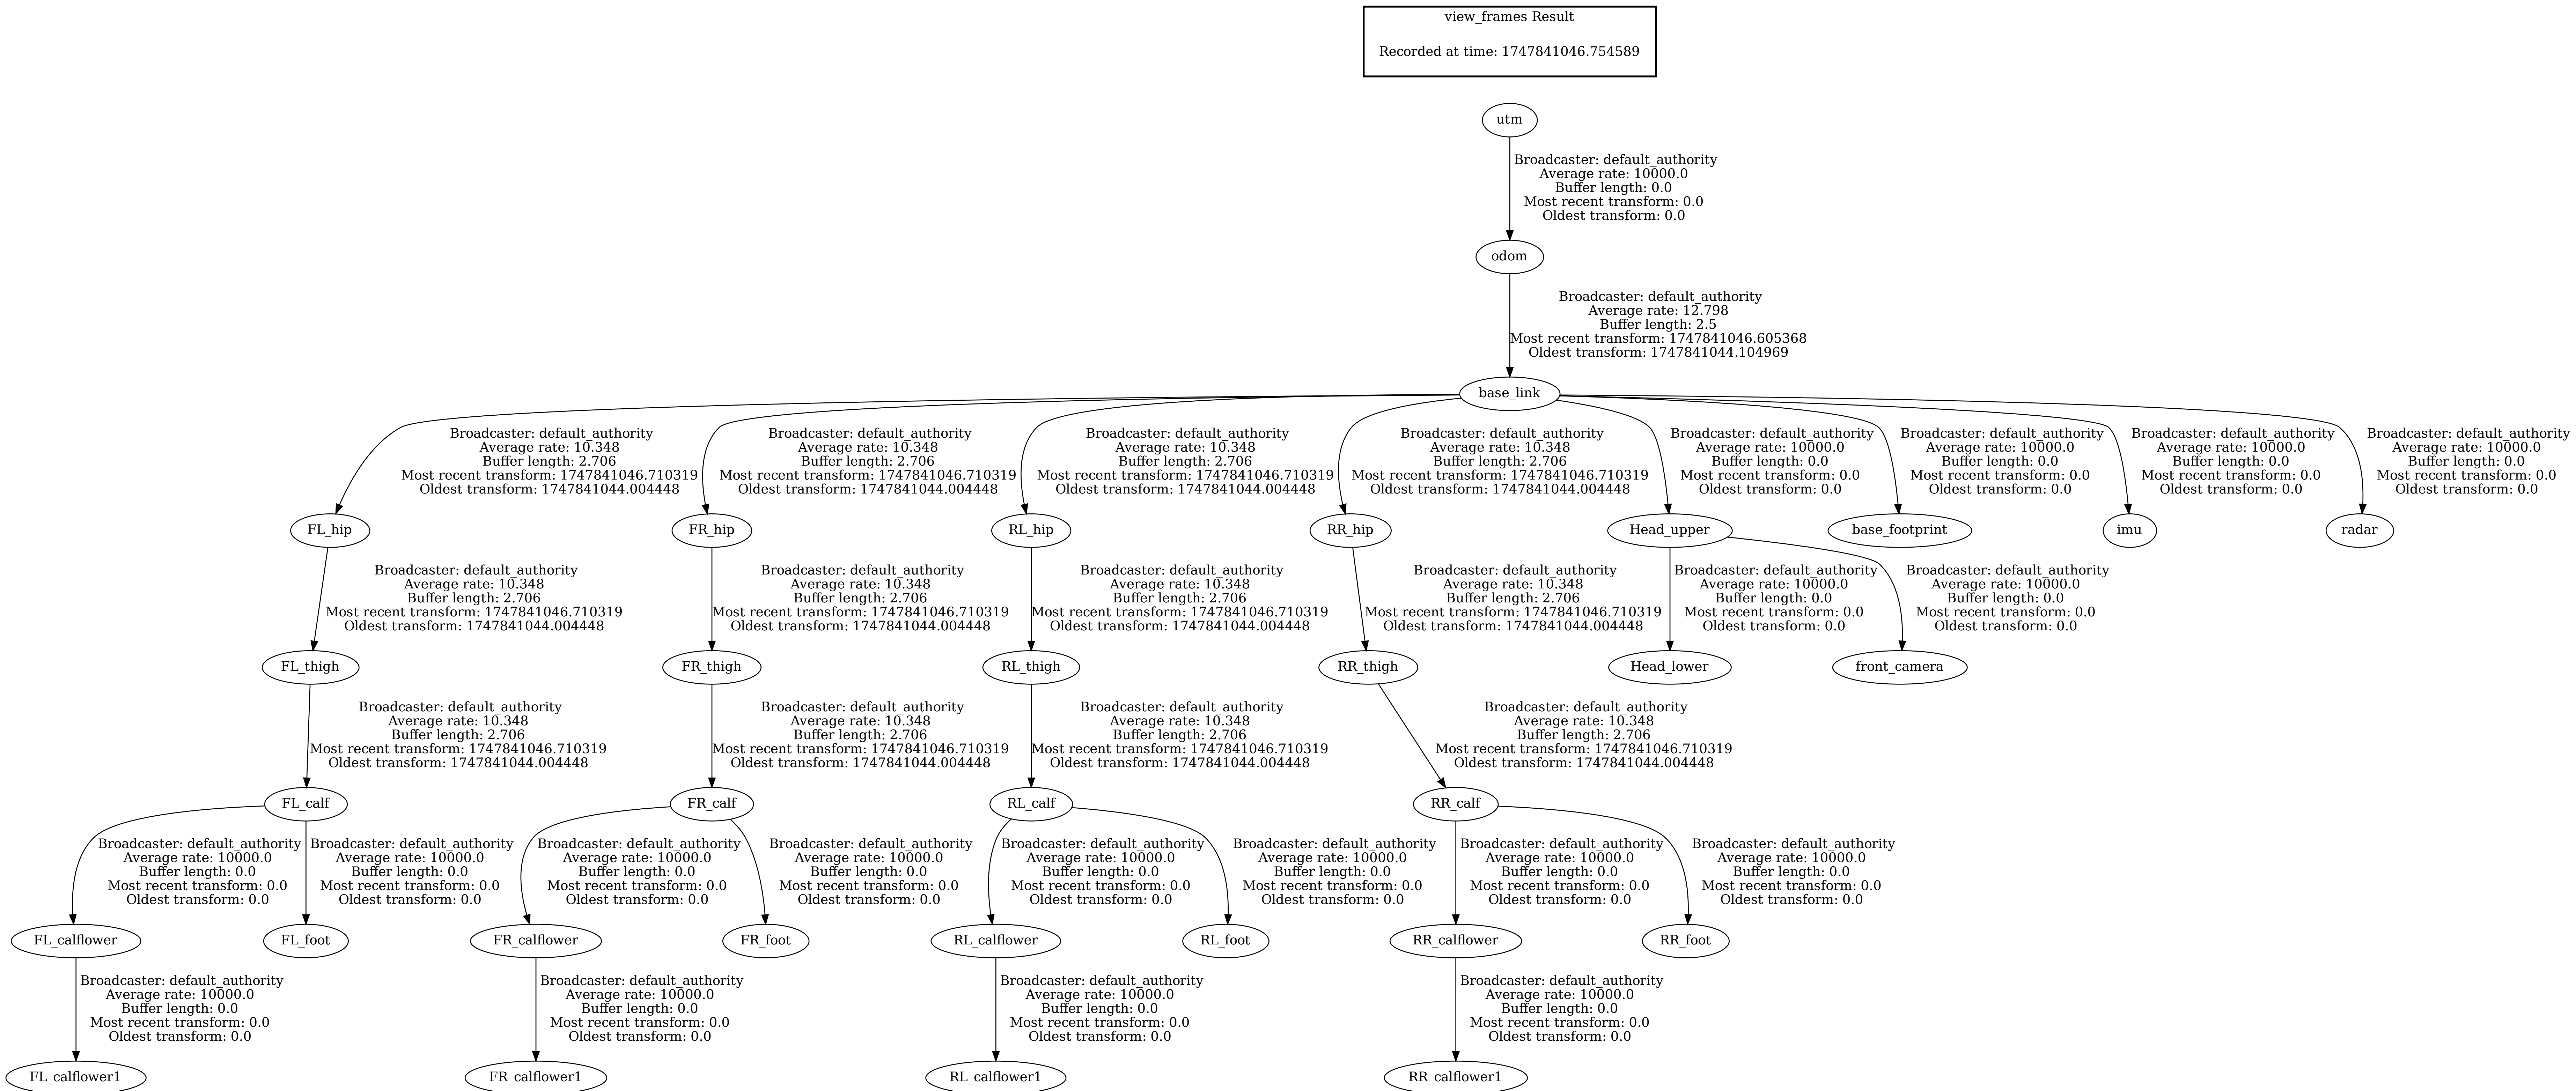 view_frames Result
Recorded at time: 1747841046.754589
utm
Broadcaster: default_authority
Average rate: 10000.0
Buffer length: 0.0
Most recent transform: 0.0
Oldest transform: 0.0
odom
Broadcaster: default_authority
Average rate: 12.798
Buffer length: 2.5
Most recent transform: 1747841046.605368
Oldest transform: 1747841044.104969
base_link
Broadcaster: default_authority
Average rate: 10.348
Buffer length: 2.706
Most recent transform: 1747841046.710319
Oldest transform: 1747841044.004448
Broadcaster: default_authority
Average rate: 10.348
Buffer length: 2.706
Most recent transform: 1747841046.710319
Oldest transform: 1747841044.004448
Broadcaster: default_authority
Average rate: 10.348
Buffer length: 2.706
Most recent transform: 1747841046.710319
Oldest transform: 1747841044.004448
Broadcaster: default_authority
Average rate: 10.348
Buffer length: 2.706
Most recent transform: 1747841046.710319
Oldest transform: 1747841044.004448
Broadcaster: default_authority
Average rate: 10000.0
Buffer length: 0.0
Most recent transform: 0.0
Oldest transform: 0.0
Broadcaster: default_authority
Average rate: 10000.0
Buffer length: 0.0
Most recent transform: 0.0
Oldest transform: 0.0
Broadcaster: default_authority
Average rate: 10000.0
Buffer length: 0.0
Most recent transform: 0.0
Oldest transform: 0.0
Broadcaster: default_authority
Average rate: 10000.0
Buffer length: 0.0
Most recent transform: 0.0
Oldest transform: 0.0
FL_hip
FR_hip
RL_hip
RR_hip
Head_upper
base_footprint
imu
radar
Broadcaster: default_authority
Average rate: 10.348
Buffer length: 2.706
Most recent transform: 1747841046.710319
Oldest transform: 1747841044.004448
Broadcaster: default_authority
Average rate: 10.348
Buffer length: 2.706
Most recent transform: 1747841046.710319
Oldest transform: 1747841044.004448
Broadcaster: default_authority
Average rate: 10.348
Buffer length: 2.706
Most recent transform: 1747841046.710319
Oldest transform: 1747841044.004448
Broadcaster: default_authority
Average rate: 10.348
Buffer length: 2.706
Most recent transform: 1747841046.710319
Oldest transform: 1747841044.004448
Broadcaster: default_authority
Average rate: 10000.0
Buffer length: 0.0
Most recent transform: 0.0
Oldest transform: 0.0
Broadcaster: default_authority
Average rate: 10000.0
Buffer length: 0.0
Most recent transform: 0.0
Oldest transform: 0.0
FL_thigh
FR_thigh
RL_thigh
RR_thigh
Head_lower
front_camera
Broadcaster: default_authority
Average rate: 10.348
Buffer length: 2.706
Most recent transform: 1747841046.710319
Oldest transform: 1747841044.004448
Broadcaster: default_authority
Average rate: 10.348
Buffer length: 2.706
Most recent transform: 1747841046.710319
Oldest transform: 1747841044.004448
Broadcaster: default_authority
Average rate: 10.348
Buffer length: 2.706
Most recent transform: 1747841046.710319
Oldest transform: 1747841044.004448
Broadcaster: default_authority
Average rate: 10.348
Buffer length: 2.706
Most recent transform: 1747841046.710319
Oldest transform: 1747841044.004448
FL_calf
FR_calf
RL_calf
RR_calf
Broadcaster: default_authority
Average rate: 10000.0
Buffer length: 0.0
Most recent transform: 0.0
Oldest transform: 0.0
Broadcaster: default_authority
Average rate: 10000.0
Buffer length: 0.0
Most recent transform: 0.0
Oldest transform: 0.0
Broadcaster: default_authority
Average rate: 10000.0
Buffer length: 0.0
Most recent transform: 0.0
Oldest transform: 0.0
Broadcaster: default_authority
Average rate: 10000.0
Buffer length: 0.0
Most recent transform: 0.0
Oldest transform: 0.0
Broadcaster: default_authority
Average rate: 10000.0
Buffer length: 0.0
Most recent transform: 0.0
Oldest transform: 0.0
Broadcaster: default_authority
Average rate: 10000.0
Buffer length: 0.0
Most recent transform: 0.0
Oldest transform: 0.0
Broadcaster: default_authority
Average rate: 10000.0
Buffer length: 0.0
Most recent transform: 0.0
Oldest transform: 0.0
Broadcaster: default_authority
Average rate: 10000.0
Buffer length: 0.0
Most recent transform: 0.0
Oldest transform: 0.0
FL_calflower
FL_foot
FR_calflower
FR_foot
RL_calflower
RL_foot
RR_calflower
RR_foot
Broadcaster: default_authority
Average rate: 10000.0
Buffer length: 0.0
Most recent transform: 0.0
Oldest transform: 0.0
Broadcaster: default_authority
Average rate: 10000.0
Buffer length: 0.0
Most recent transform: 0.0
Oldest transform: 0.0
Broadcaster: default_authority
Average rate: 10000.0
Buffer length: 0.0
Most recent transform: 0.0
Oldest transform: 0.0
Broadcaster: default_authority
Average rate: 10000.0
Buffer length: 0.0
Most recent transform: 0.0
Oldest transform: 0.0
FL_calflower1
FR_calflower1
RL_calflower1
RR_calflower1